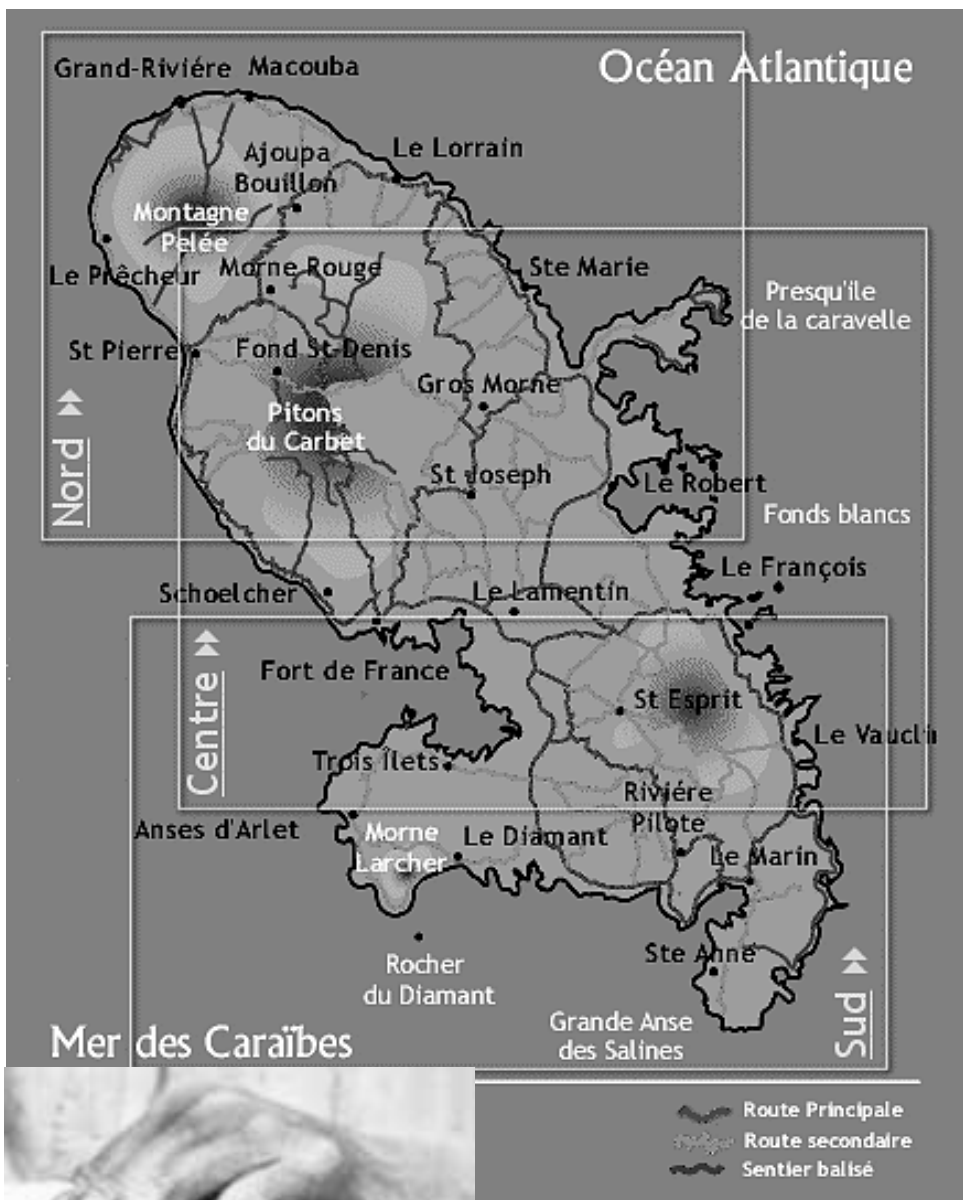 Océan Atlantique
Grand-Riviére Macouba
Ajoupa
Bouillon
Le Lorrain
Montagne
Pelée
Le Prêcheur
Morne Rouge
Ste Marie
Presqu'ile
de la caravelle
St Pierre
Fond St-Denis
Gros Morne
Pitons
du Carbet
Nord
St Joseph
Le Robert
Fonds blancs
Schoelcher
Le Lamentin
Le François
Fort de France
Centre
St Esprit
Le Vauclin
Trois Îlets
Riviére
Pilote
Anses d'Arlet
Morne
Larcher
Le Diamant
Le Marin
Rocher
du Diamant
Ste Anne
Grande Anse
des Salines
Sud
Mer des Caraïbes
Route Principale
Route secondaire
Sentier balisé